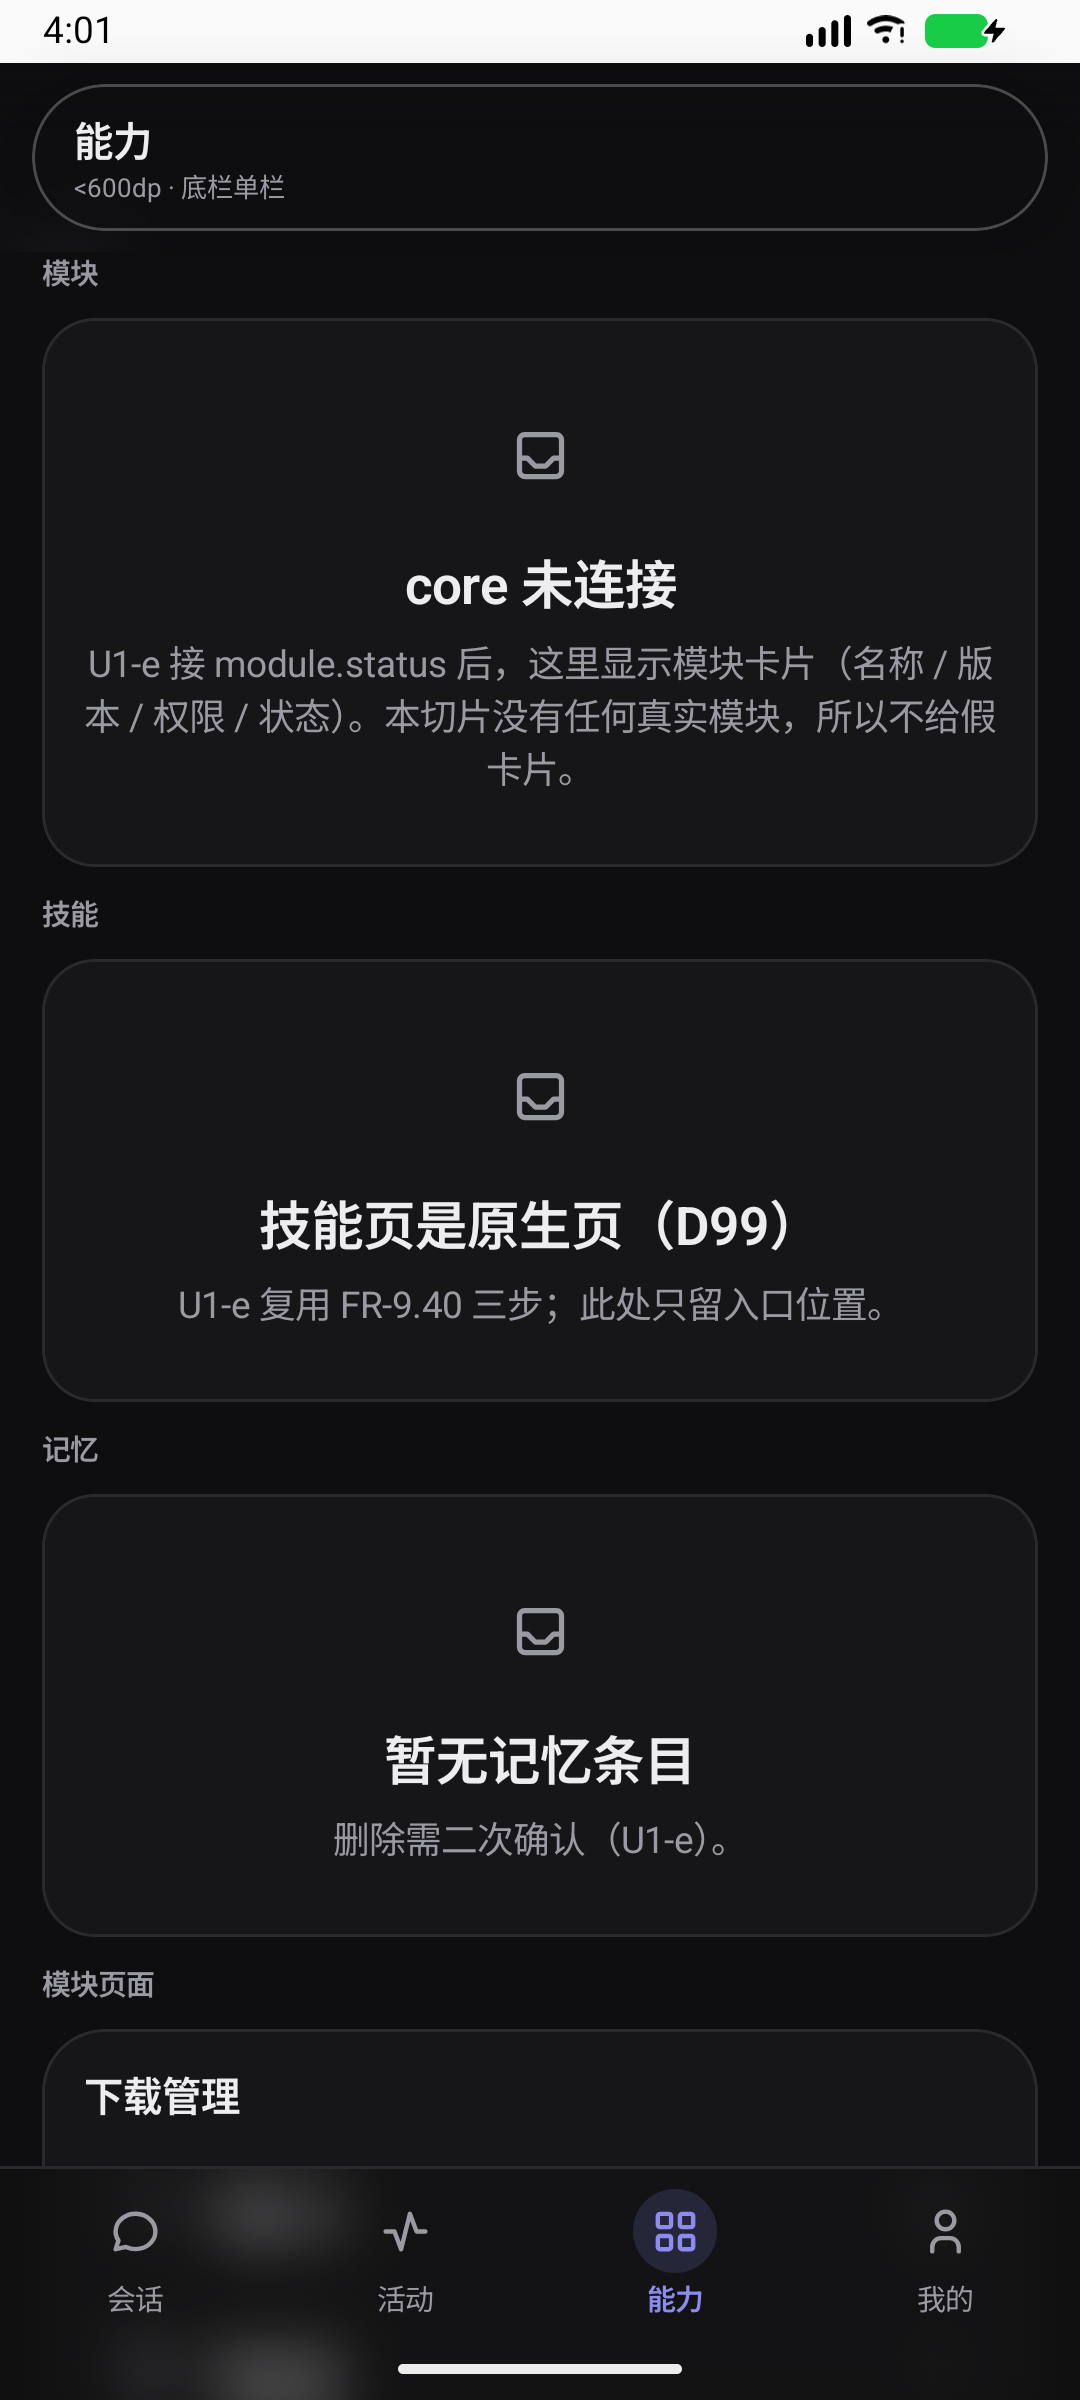 4:01
能力
<600dp · 底栏单栏
模块
core 未连接
U1-e 接 module.status 后，这里显示模块卡片（名称 / 版
本 / 权限 / 状态）。本切片没有任何真实模块，所以不给假
卡片。
技能
技能页是原生页（D99）
U1-e 复用 FR-9.40 三步；此处只留入口位置。
记忆
暂无记忆条目
删除需二次确认（U1-e）。
模块页面
下载管理
会话
活动
能力
我的